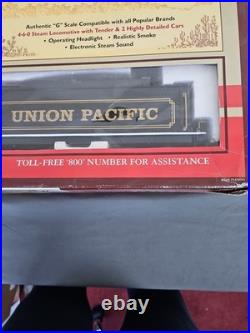 Authentic "G" Scale Compatible with all Popular Brands
4-6-0 Steam Locomotive with Tender & 2 Highly Detailed Cars
• Operating Headlight • Realistic Smoke
• Electronic Steam Sound
UNION PACIFIC
TOLL-FREE '800' NUMBER FOR ASSISTANCE